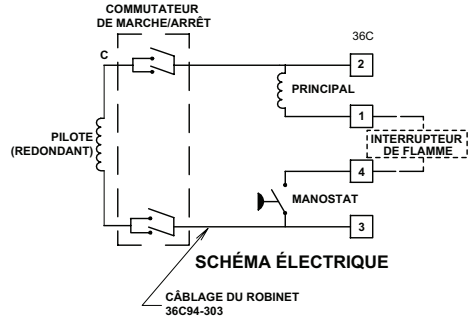 COMMUTATEUR
DE MARCHE/ARRÊT
36C
C
2
PRINCIPAL
1
PILOTE
(REDONDANT)
INTERRUPTEUR
DE FLAMME
4
MANOSTAT
3
SCHÉMA ÉLECTRIQUE
CÂBLAGE DU ROBINET
36C94-303